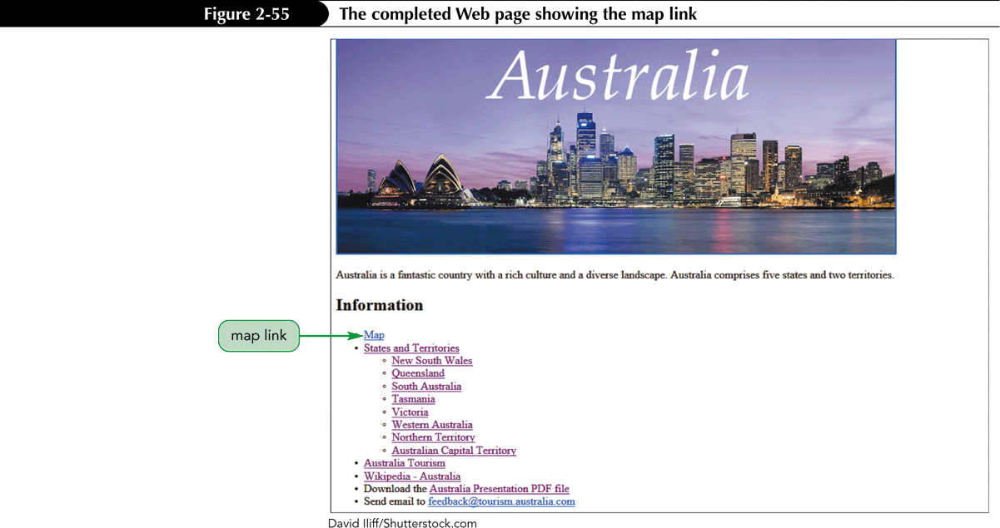 Figure 2-55 The completed Web page showing the map link
Australia
Australia is a fantastic country with a rich culture and a diverse landscape. Australia comprises five states and two territories.
Information
map link
Map
• States and Territories
◦ New South Wales
◦ Queensland
◦ South Australia
◦ Tasmania
◦ Victoria
◦ Western Australia
◦ Northern Territory
◦ Australian Capital Territory
• Australia Tourism
• Wikipedia - Australia
• Download the Australia Presentation PDF file
• Send email to feedback@tourism.australia.com
David Iliff/Shutterstock.com